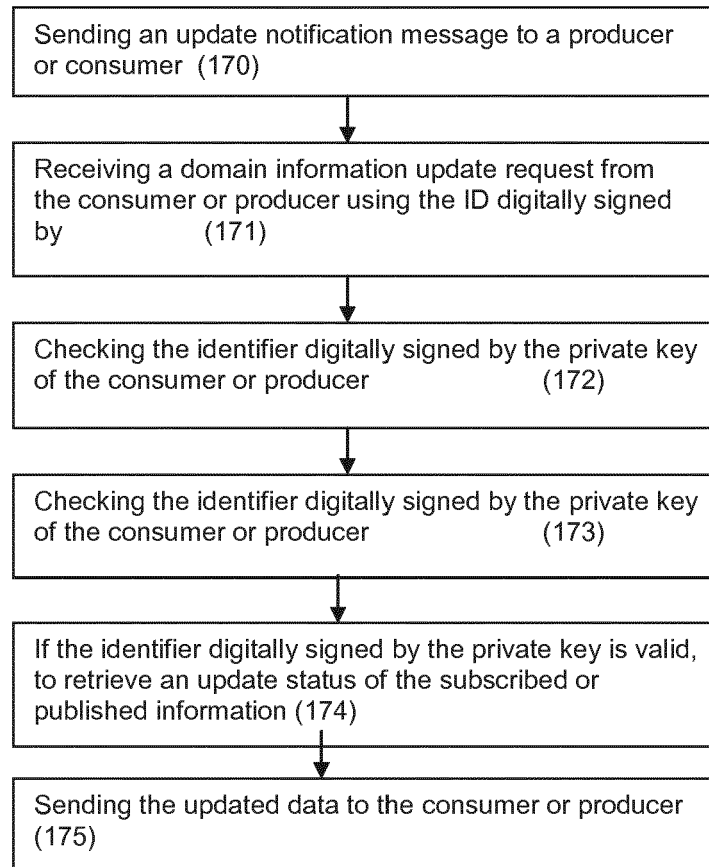 Sending an update notification message to a producer
or consumer (170)
Receiving a domain information update request from
the consumer or producer using the ID digitally signed
by (171)
Checking the identifier digitally signed by the private key
of the consumer or producer (172)
Checking the identifier digitally signed by the private key
of the consumer or producer (173)
If the identifier digitally signed by the private key is valid,
to retrieve an update status of the subscribed or
published information (174)
Sending the updated data to the consumer or producer
(175)